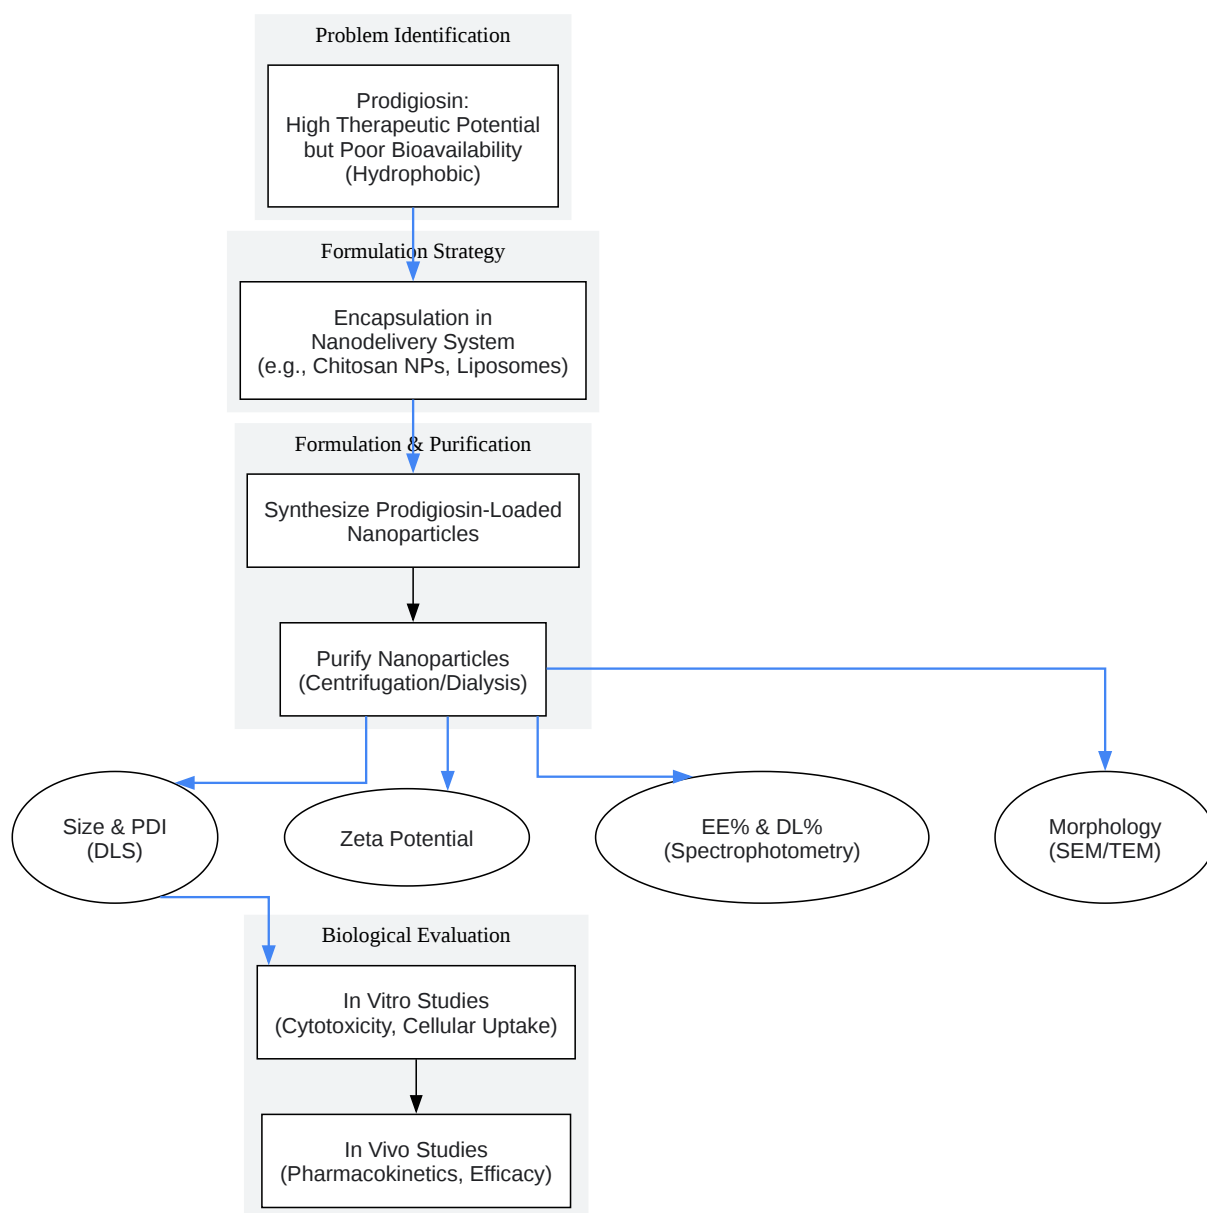 Problem Identification
Prodigiosin:
High Therapeutic Potential
but Poor Bioavailability
(Hydrophobic)
Formulation Strategy
Encapsulation in
Nanodelivery System
(e.g., Chitosan NPs, Liposomes)
Formulation & Purification
Synthesize Prodigiosin-Loaded
Nanoparticles
Purify Nanoparticles
(Centrifugation/Dialysis)
Size & PDI
(DLS)
Zeta Potential
EE% & DL%
(Spectrophotometry)
Morphology
(SEM/TEM)
Biological Evaluation
In Vitro Studies
(Cytotoxicity, Cellular Uptake)
In Vivo Studies
(Pharmacokinetics, Efficacy)